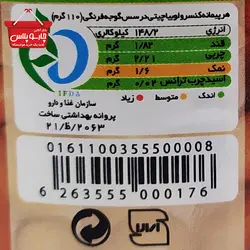 هر پیمانه کنسرو لوبیا چیتی در سس گوجه فرنگی (۱۱۰ گرم)
انرژی ۱۴۸/۲ کیلوکالری
قند ۱/۸۲ گرم
چربی ۲/۲۱ گرم
نمک ۱/۶ گرم
اسید چرب ترانس ۰/۰۲ گرم
اندک متوسط زیاد
IFDA
سازمان غذا و دارو
پروانه بهداشتی ساخت
۲۱/ظ/۲۰۶۳
0161100355500008
6 263555 000176